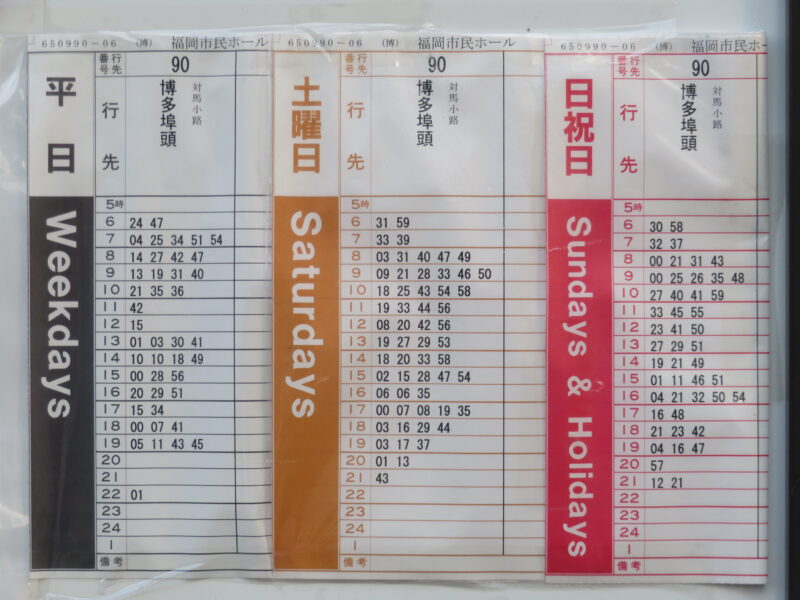 650990-06 (博) 福岡市民ホール
平日
Weekdays
行先番号 90
行先 対馬小路 博多埠頭
5時
6 24 47
7 04 25 34 51 54
8 14 27 42 47
9 13 19 31 40
10 21 35 36
11 42
12 15
13 01 03 30 41
14 10 10 18 49
15 00 28 56
16 20 29 51
17 15 34
18 00 07 41
19 05 11 43 45
20
21
22 01
23
24
1
備考
650990-06 (博) 福岡市民ホール
土曜日
Saturdays
行先番号 90
行先 対馬小路 博多埠頭
5時
6 31 59
7 33 39
8 03 31 40 47 49
9 09 21 28 33 46 50
10 18 25 43 54 58
11 19 33 44 56
12 08 20 42 56
13 19 27 29 53
14 18 20 33 58
15 02 15 28 47 54
16 06 06 35
17 00 07 08 19 35
18 03 16 29 44
19 03 17 37
20 01 13
21 43
22
23
24
1
備考
650990-06 (博) 福岡市民ホー
日祝日
Sundays & Holidays
行先番号 90
行先 対馬小路 博多埠頭
5時
6 30 58
7 32 37
8 00 21 31 43
9 00 25 26 35 48
10 27 40 41 59
11 33 45 55
12 23 41 50
13 27 29 51
14 19 21 49
15 01 11 46 51
16 04 21 32 50 54
17 16 48
18 21 23 42
19 04 16 47
20 57
21 12 21
22
23
24
1
備考